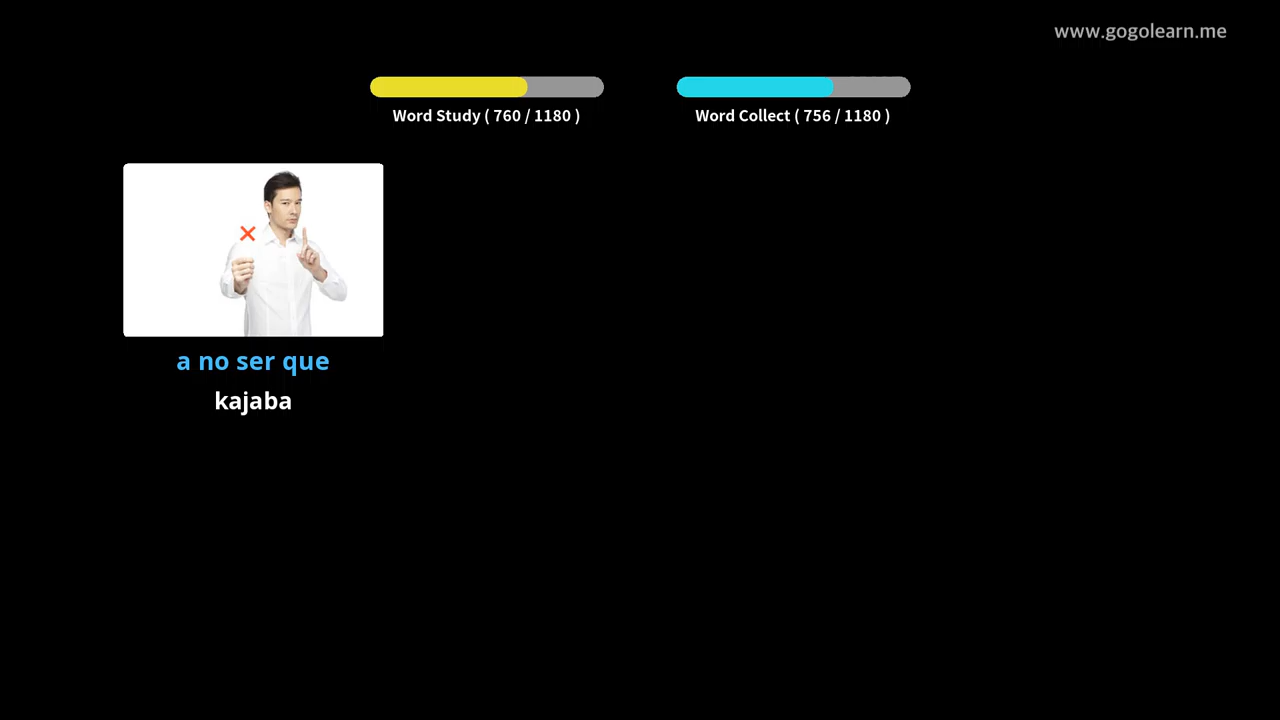 www.gogolearn.me
Word Study ( 760 / 1180 )
Word Collect ( 756 / 1180 )
a no ser que
kajaba